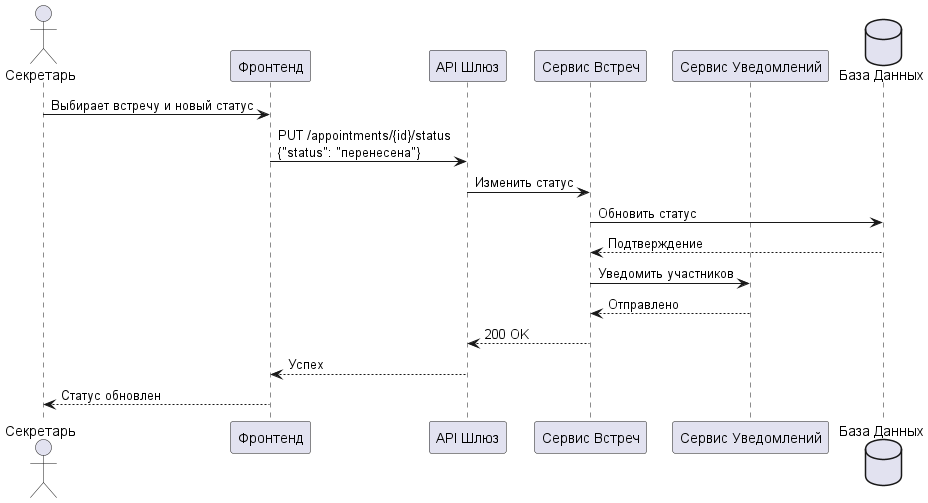 Секретарь
Фронтенд
API Шлюз
Сервис Встреч
Сервис Уведомлений
База Данных
Выбирает встречу и новый статус
PUT /appointments/{id}/status
{"status": "перенесена"}
Изменить статус
Обновить статус
Подтверждение
Уведомить участников
Отправлено
200 OK
Успех
Статус обновлен
Секретарь
Фронтенд
API Шлюз
Сервис Встреч
Сервис Уведомлений
База Данных